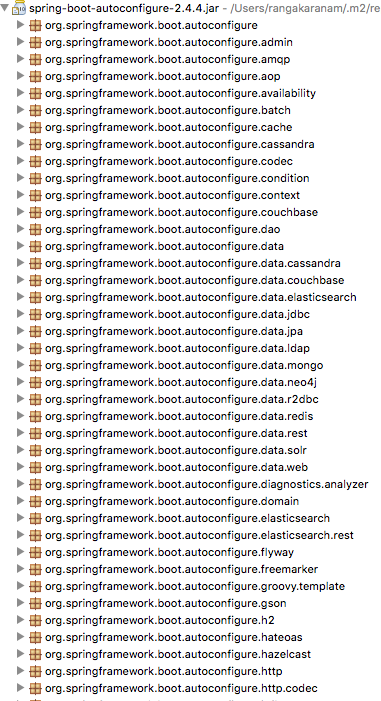 spring-boot-autoconfigure-2.4.4.jar - /Users/rangakaranam/.m2/re
org.springframework.boot.autoconfigure
org.springframework.boot.autoconfigure.admin
org.springframework.boot.autoconfigure.amqp
org.springframework.boot.autoconfigure.aop
org.springframework.boot.autoconfigure.availability
org.springframework.boot.autoconfigure.batch
org.springframework.boot.autoconfigure.cache
org.springframework.boot.autoconfigure.cassandra
org.springframework.boot.autoconfigure.codec
org.springframework.boot.autoconfigure.condition
org.springframework.boot.autoconfigure.context
org.springframework.boot.autoconfigure.couchbase
org.springframework.boot.autoconfigure.dao
org.springframework.boot.autoconfigure.data
org.springframework.boot.autoconfigure.data.cassandra
org.springframework.boot.autoconfigure.data.couchbase
org.springframework.boot.autoconfigure.data.elasticsearch
org.springframework.boot.autoconfigure.data.jdbc
org.springframework.boot.autoconfigure.data.jpa
org.springframework.boot.autoconfigure.data.ldap
org.springframework.boot.autoconfigure.data.mongo
org.springframework.boot.autoconfigure.data.neo4j
org.springframework.boot.autoconfigure.data.r2dbc
org.springframework.boot.autoconfigure.data.redis
org.springframework.boot.autoconfigure.data.rest
org.springframework.boot.autoconfigure.data.solr
org.springframework.boot.autoconfigure.data.web
org.springframework.boot.autoconfigure.diagnostics.analyzer
org.springframework.boot.autoconfigure.domain
org.springframework.boot.autoconfigure.elasticsearch
org.springframework.boot.autoconfigure.elasticsearch.rest
org.springframework.boot.autoconfigure.flyway
org.springframework.boot.autoconfigure.freemarker
org.springframework.boot.autoconfigure.groovy.template
org.springframework.boot.autoconfigure.gson
org.springframework.boot.autoconfigure.h2
org.springframework.boot.autoconfigure.hateoas
org.springframework.boot.autoconfigure.hazelcast
org.springframework.boot.autoconfigure.http
org.springframework.boot.autoconfigure.http.codec